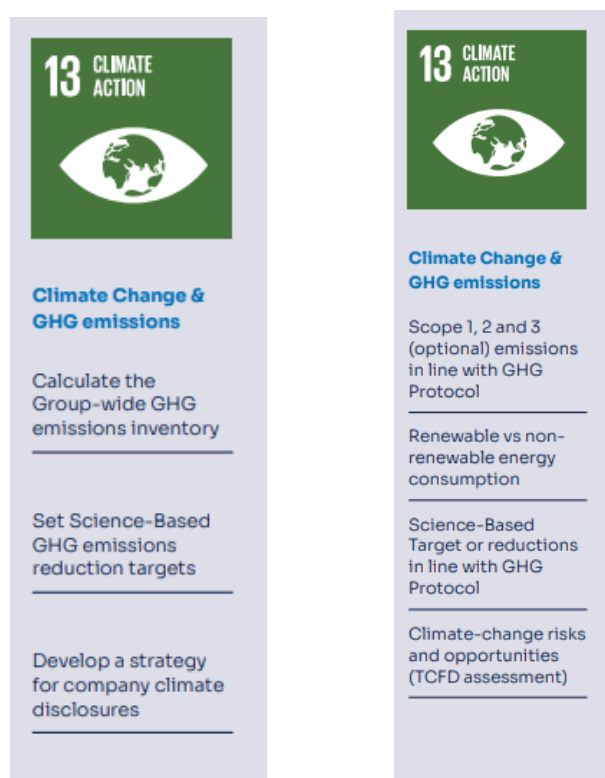 13 CLIMATE
ACTION
Climate Change &
GHG emissions
Calculate the
Group-wide GHG
emissions inventory
Set Science-Based
GHG emissions
reduction targets
Develop a strategy
for company climate
disclosures
13 CLIMATE
ACTION
Climate Change &
GHG emissions
Scope 1, 2 and 3
(optional) emissions
in line with GHG
Protocol
Renewable vs non-
renewable energy
consumption
Science-Based
Target or reductions
in line with GHG
Protocol
Climate-change risks
and opportunities
(TCFD assessment)